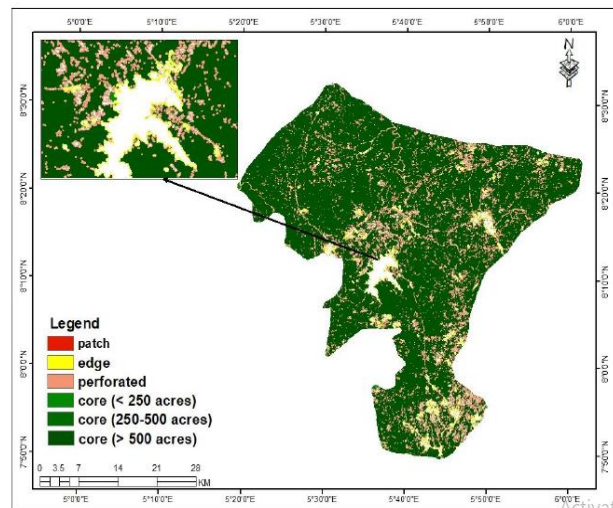 5°0'0"E 5°10'0"E 5°20'0"E 5°30'0"E 5°40'0"E 5°50'0"E 6°0'0"E
N
8°30'0"N 8°30'0"N
8°20'0"N 8°20'0"N
8°10'0"N 8°10'0"N
8°0'0"N 8°0'0"N
7°50'0"N 7°50'0"N
Legend
patch
edge
perforated
core (< 250 acres)
core (250-500 acres)
core (> 500 acres)
0 3.5 7 14 21 28
KM
5°0'0"E 5°10'0"E 5°20'0"E 5°30'0"E 5°40'0"E 5°50'0"E 6°0'0"E
Activat